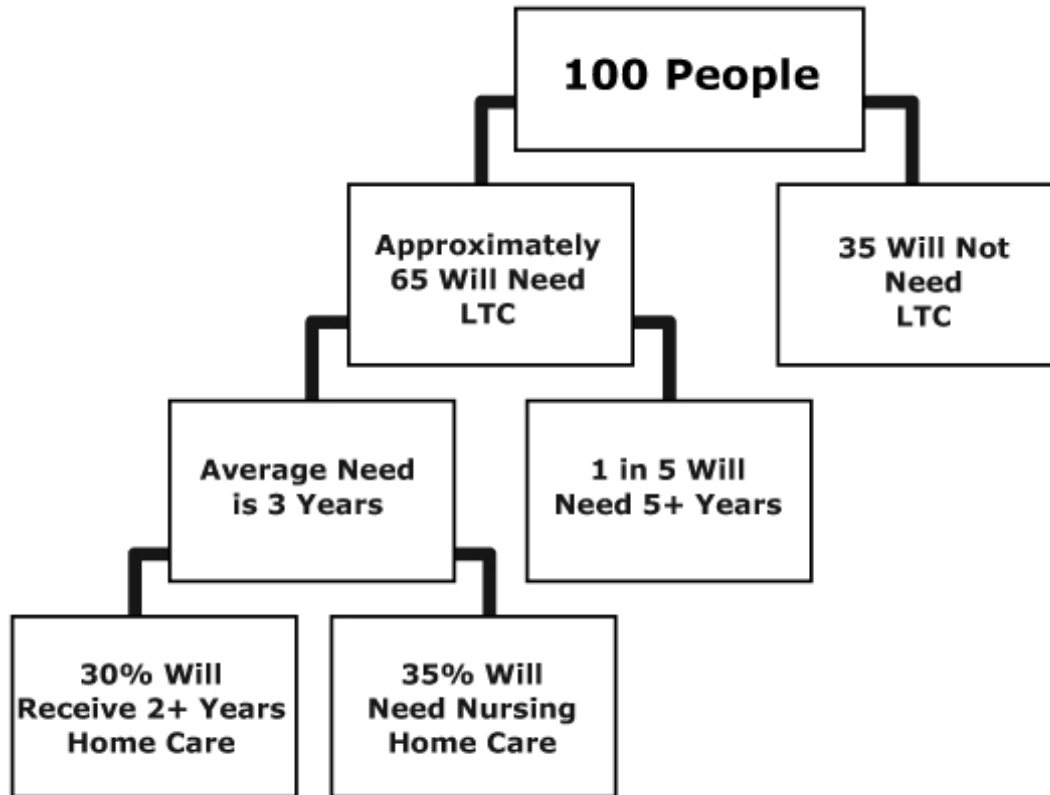 100 People
Approximately
65 Will Need
LTC
35 Will Not
Need
LTC
Average Need
is 3 Years
1 in 5 Will
Need 5+ Years
30% Will
Receive 2+ Years
Home Care
35% Will
Need Nursing
Home Care